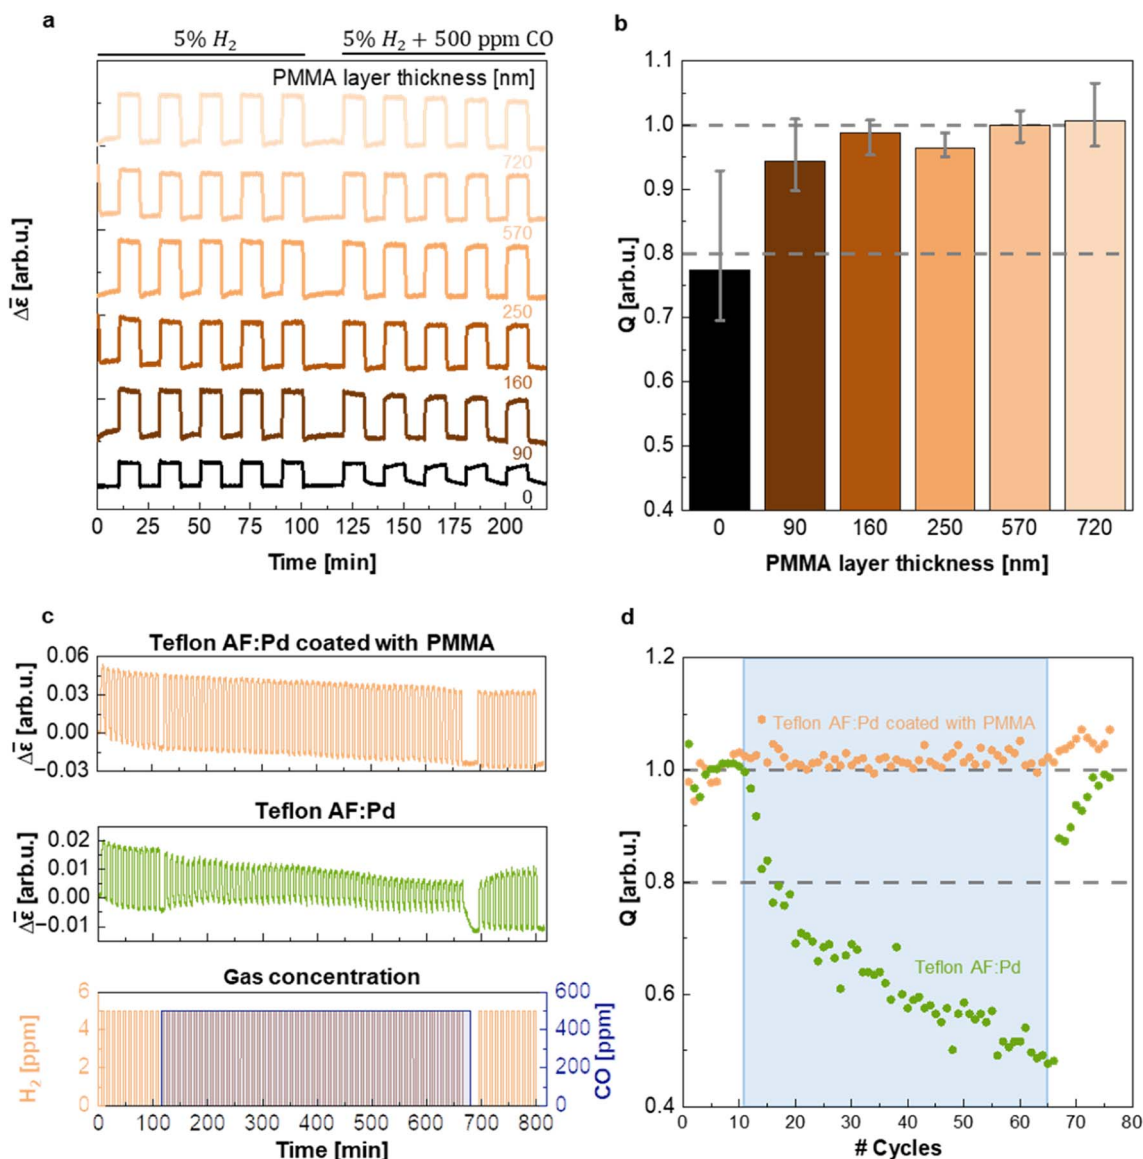 a
5% H₂
5% H₂ + 500 ppm CO
PMMA layer thickness [nm]
720
570
250
160
90
0
Δε̄ [arb.u.]
0 25 50 75 100 125 150 175 200
Time [min]
b
1.1
1.0
0.9
0.8
0.7
0.6
0.5
0.4
Q [arb.u.]
0 90 160 250 570 720
PMMA layer thickness [nm]
c
Teflon AF:Pd coated with PMMA
0.06
0.03
0.00
−0.03
Δε̄ [arb.u.]
Teflon AF:Pd
0.02
0.01
0.00
−0.01
Δε̄ [arb.u.]
Gas concentration
6
4
2
0
H₂ [ppm]
600
400
200
0
CO [ppm]
0 100 200 300 400 500 600 700 800
Time [min]
d
1.2
1.0
0.8
0.6
0.4
Q [arb.u.]
Teflon AF:Pd coated with PMMA
Teflon AF:Pd
0 10 20 30 40 50 60 70 80
# Cycles